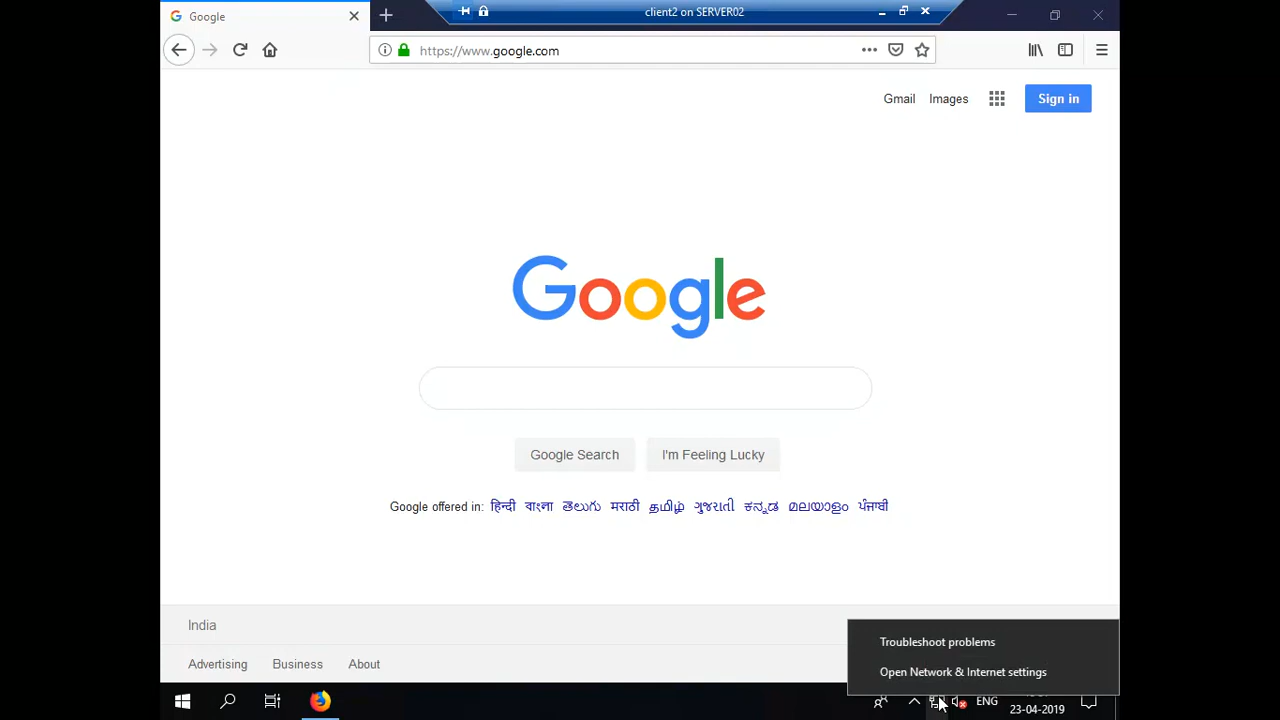 Google
client2 on SERVER02
https://www.google.com
Gmail Images Sign in
Google
Google Search I'm Feeling Lucky
Google offered in: हिन्दी বাংলা తెలుగు मराठी தமிழ் ગુજરાતી ಕನ್ನಡ മലയാളം ਪੰਜਾਬੀ
India
Advertising Business About
Troubleshoot problems
Open Network & Internet settings
ENG
23-04-2019